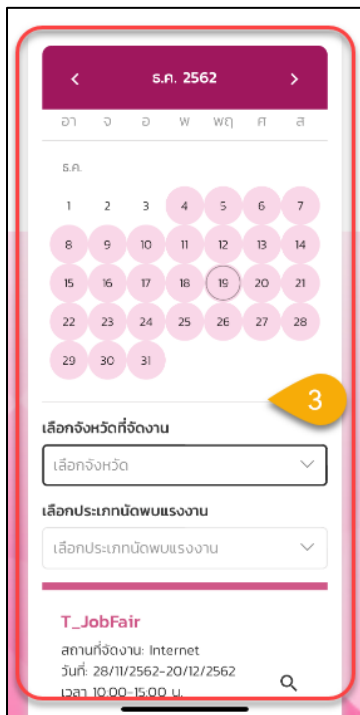 ธ.ค. 2562
อา จ อ พ พฤ ศ ส
ธ.ค.
1 2 3 4 5 6 7
8 9 10 11 12 13 14
15 16 17 18 19 20 21
22 23 24 25 26 27 28
29 30 31
3
เลือกจังหวัดที่จัดงาน
เลือกจังหวัด
เลือกประเภทนัดพบแรงงาน
เลือกประเภทนัดพบแรงงาน
T_JobFair
สถานที่จัดงาน: Internet
วันที่: 28/11/2562-20/12/2562
เวลา 10:00-15:00 น.